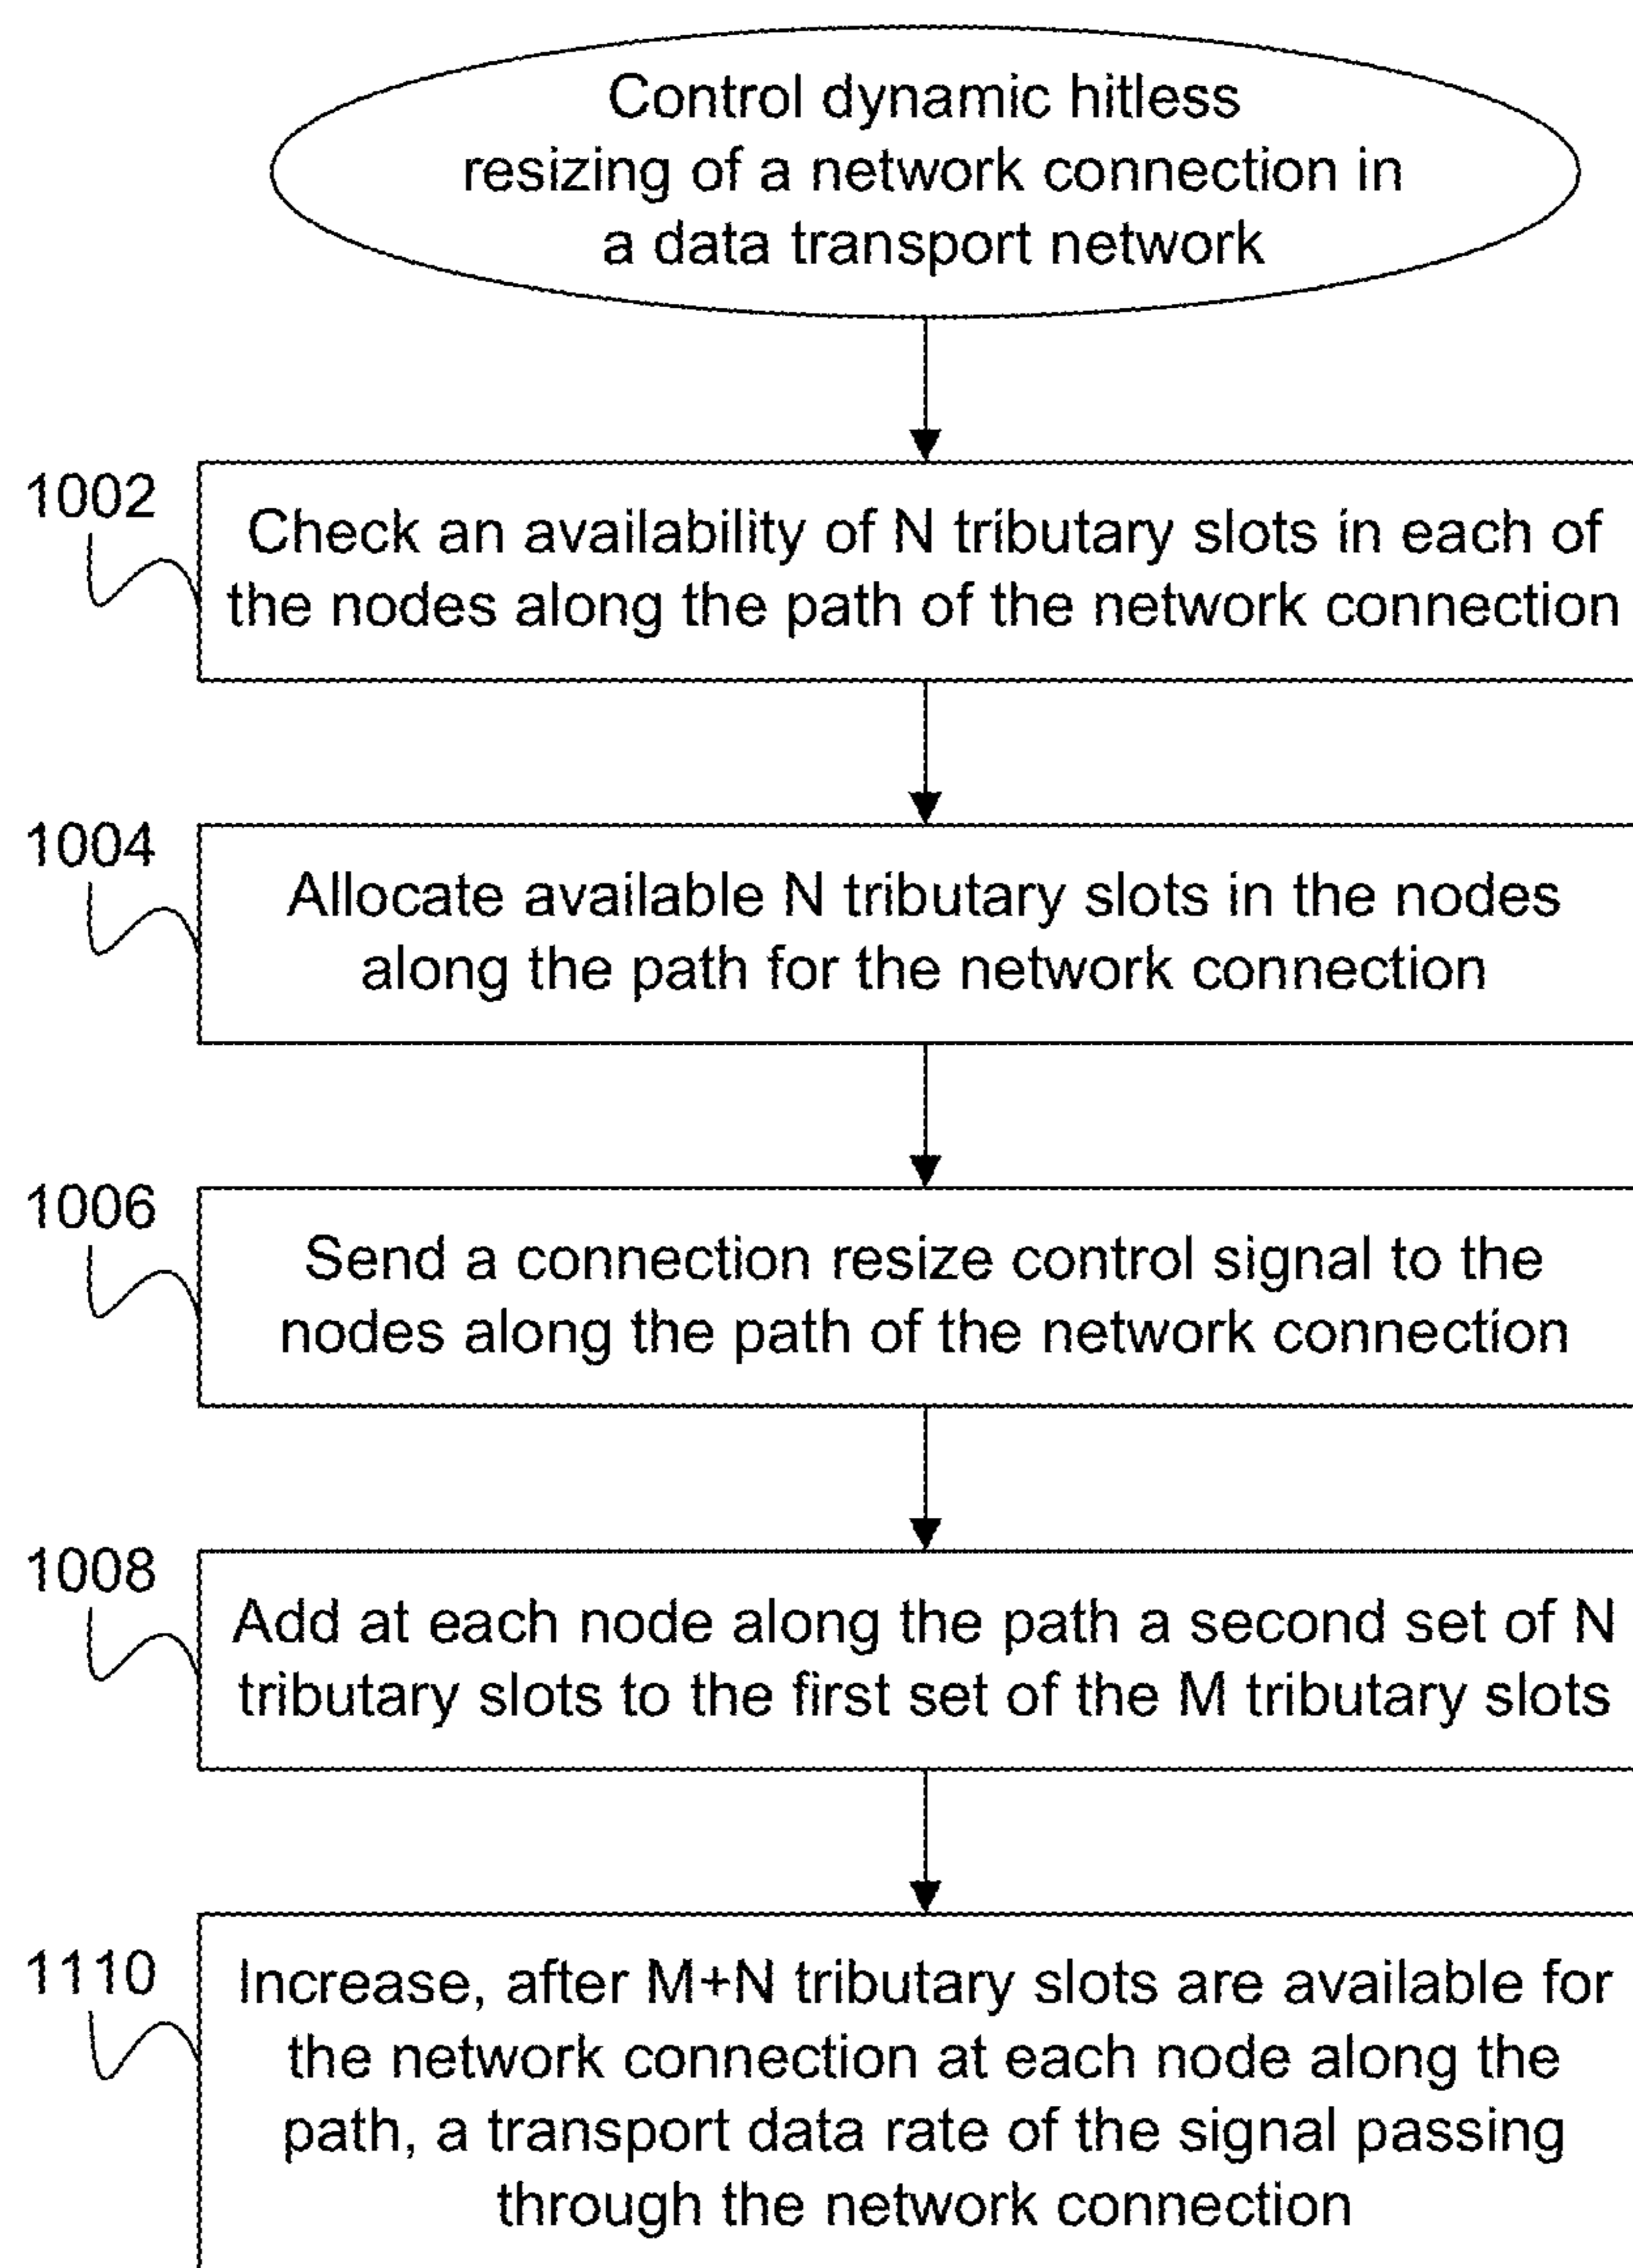 Control dynamic hitless
resizing of a network connection in
a data transport network
1002
Check an availability of N tributary slots in each of
the nodes along the path of the network connection
1004
Allocate available N tributary slots in the nodes
along the path for the network connection
1006
Send a connection resize control signal to the
nodes along the path of the network connection
1008
Add at each node along the path a second set of N
tributary slots to the first set of the M tributary slots
1110
Increase, after M+N tributary slots are available for
the network connection at each node along the
path, a transport data rate of the signal passing
through the network connection